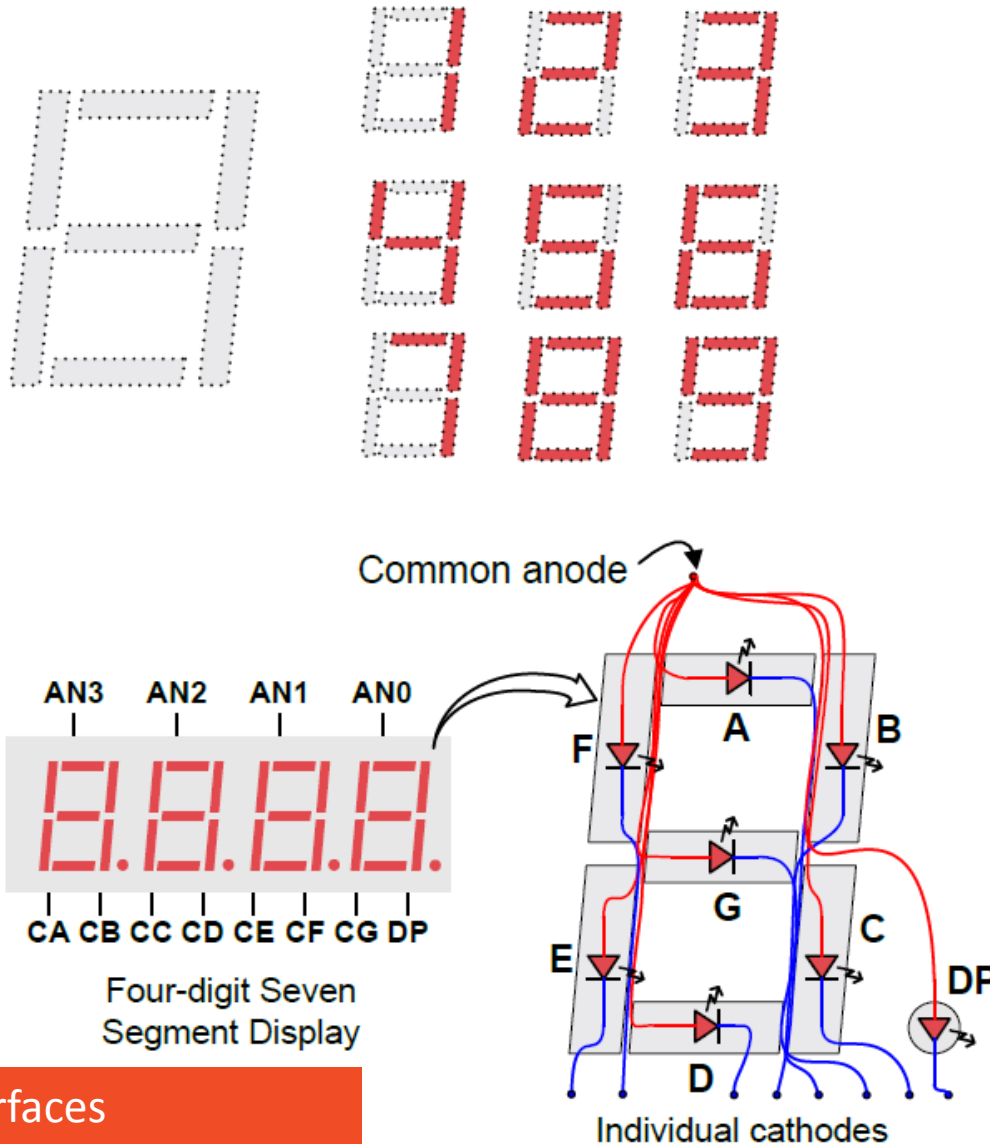 Common anode
AN3 AN2 AN1 AN0
A
F
B
G
E
C
DP
D
CA CB CC CD CE CF CG DP
Four-digit Seven
Segment Display
Individual cathodes
rfaces